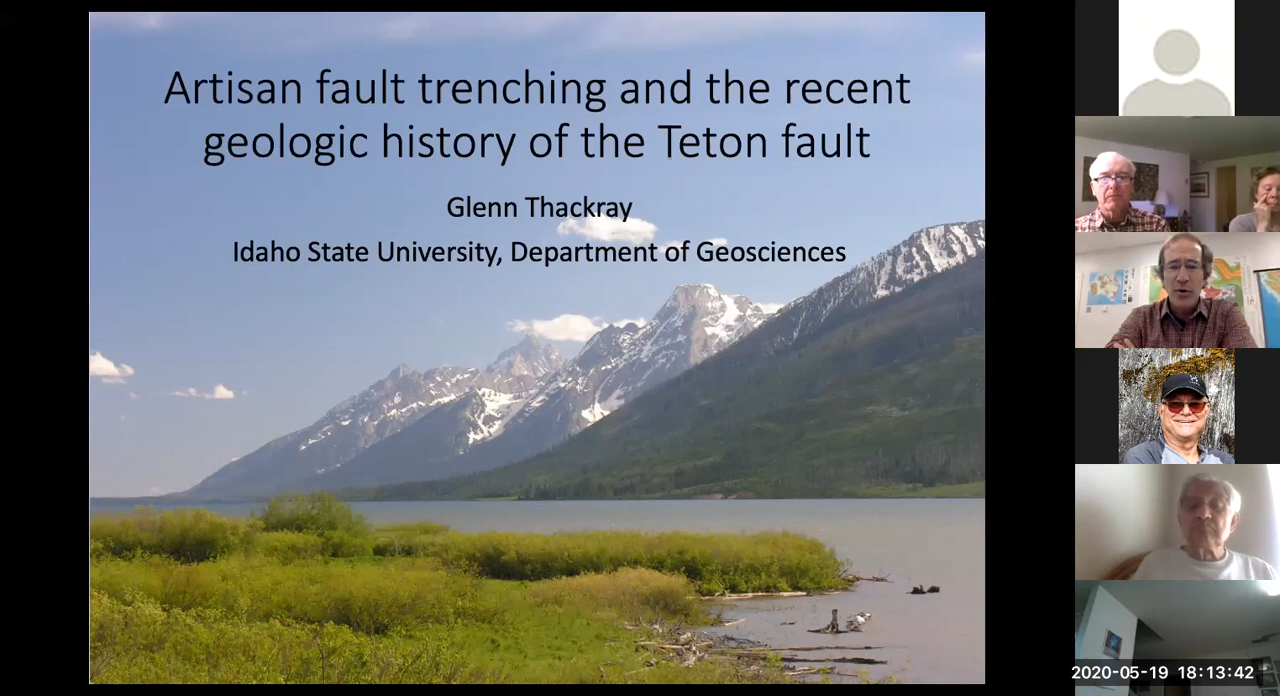 Artisan fault trenching and the recent
geologic history of the Teton fault
Glenn Thackray
Idaho State University, Department of Geosciences
2020-05-19 18:13:42